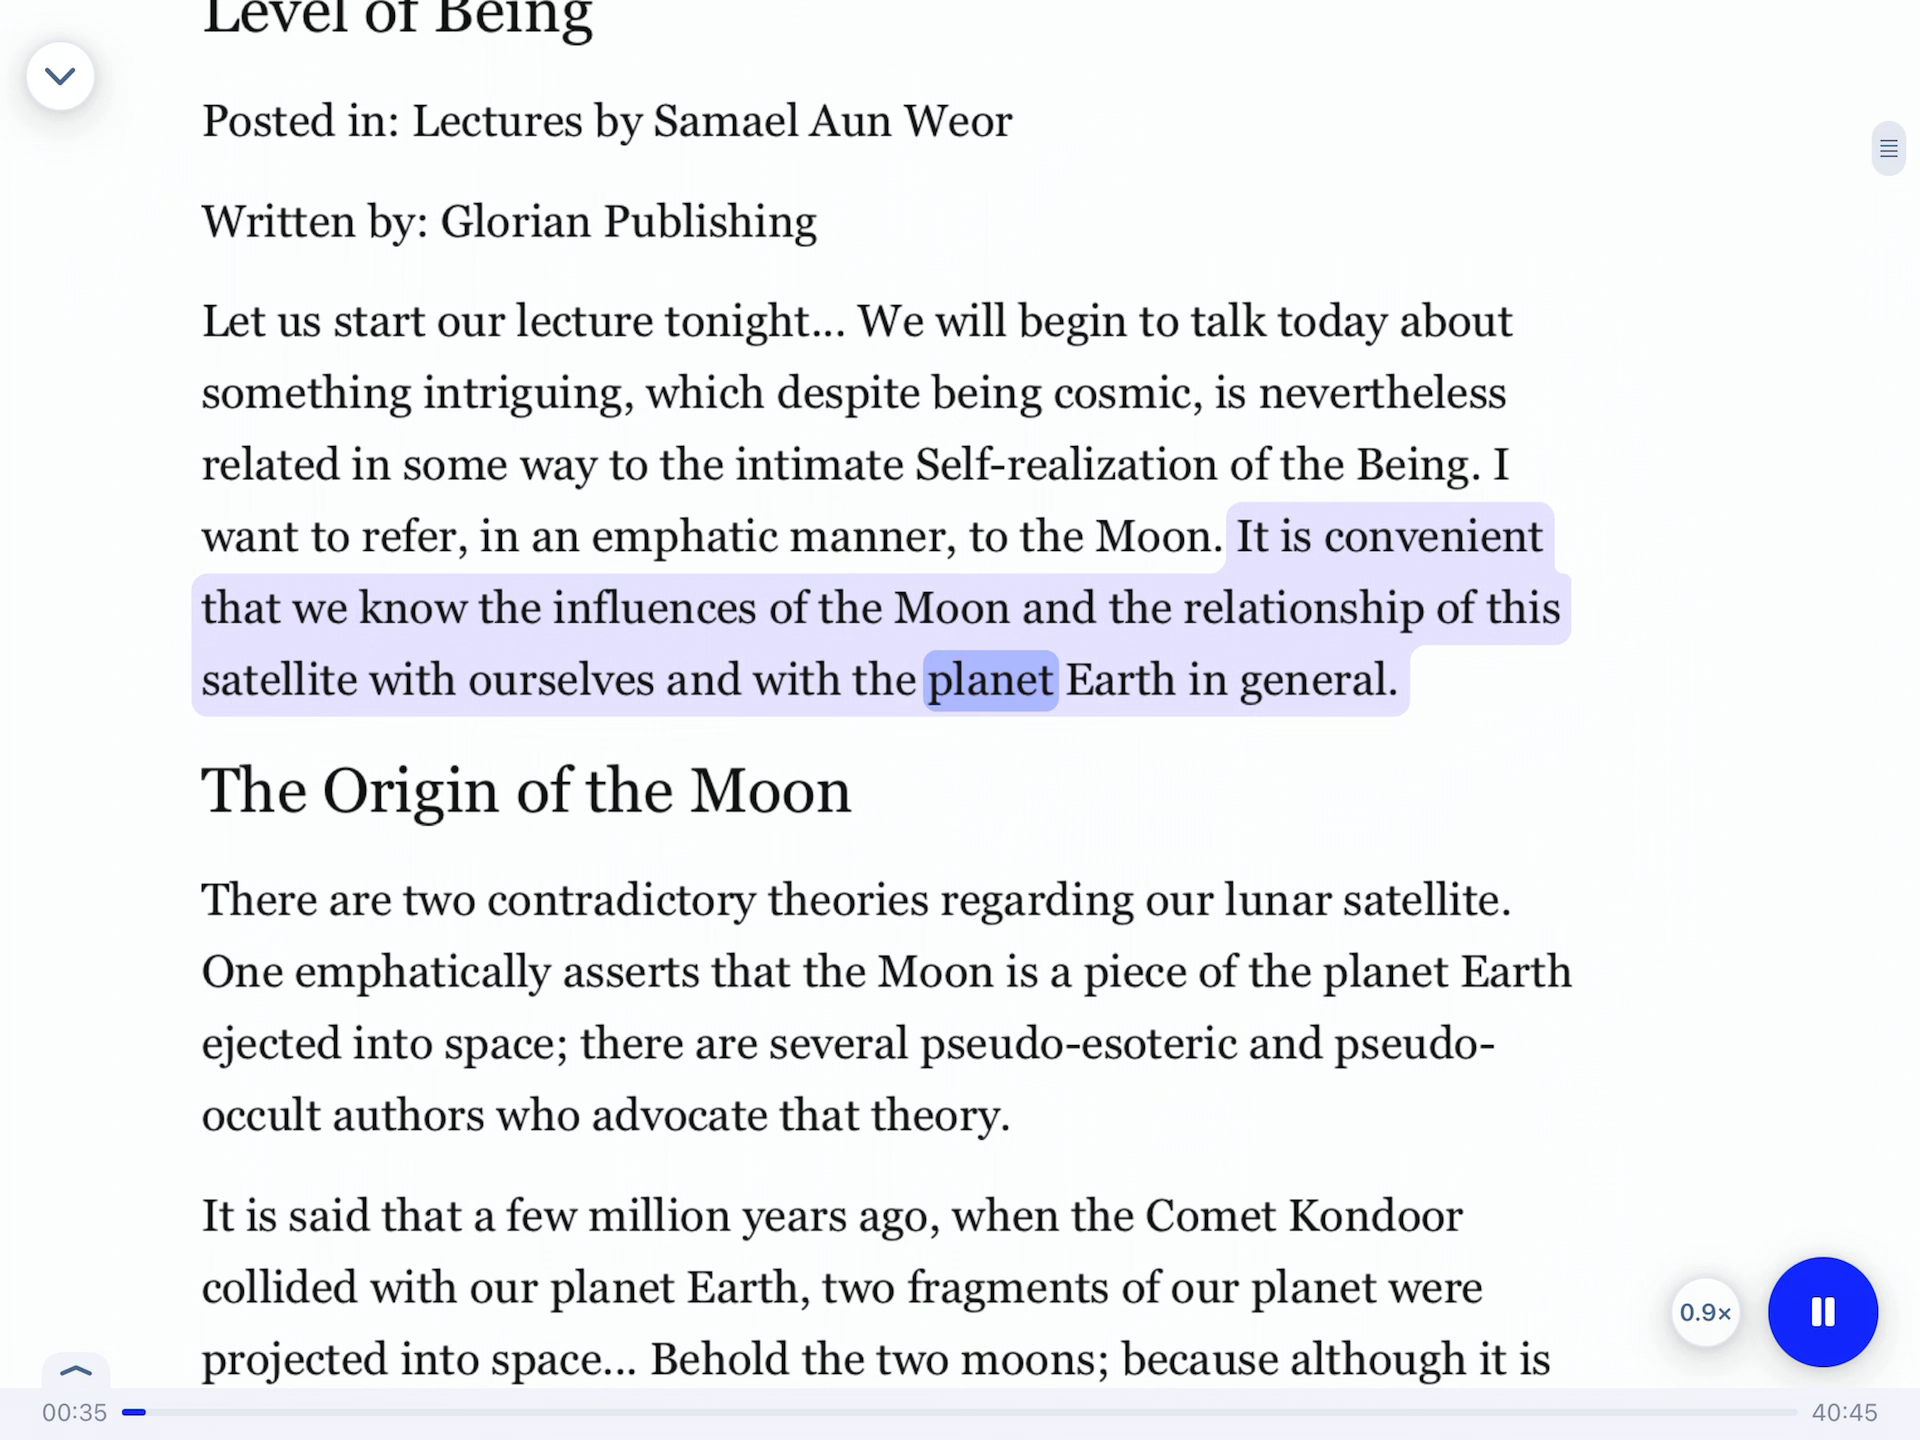 Level of Being
Posted in: Lectures by Samael Aun Weor
Written by: Glorian Publishing
Let us start our lecture tonight... We will begin to talk today about
something intriguing, which despite being cosmic, is nevertheless
related in some way to the intimate Self-realization of the Being. I
want to refer, in an emphatic manner, to the Moon. It is convenient
that we know the influences of the Moon and the relationship of this
satellite with ourselves and with the planet Earth in general.
The Origin of the Moon
There are two contradictory theories regarding our lunar satellite.
One emphatically asserts that the Moon is a piece of the planet Earth
ejected into space; there are several pseudo-esoteric and pseudo-
occult authors who advocate that theory.
It is said that a few million years ago, when the Comet Kondoor
collided with our planet Earth, two fragments of our planet were
projected into space... Behold the two moons; because although it is
0.9×
00:35
40:45